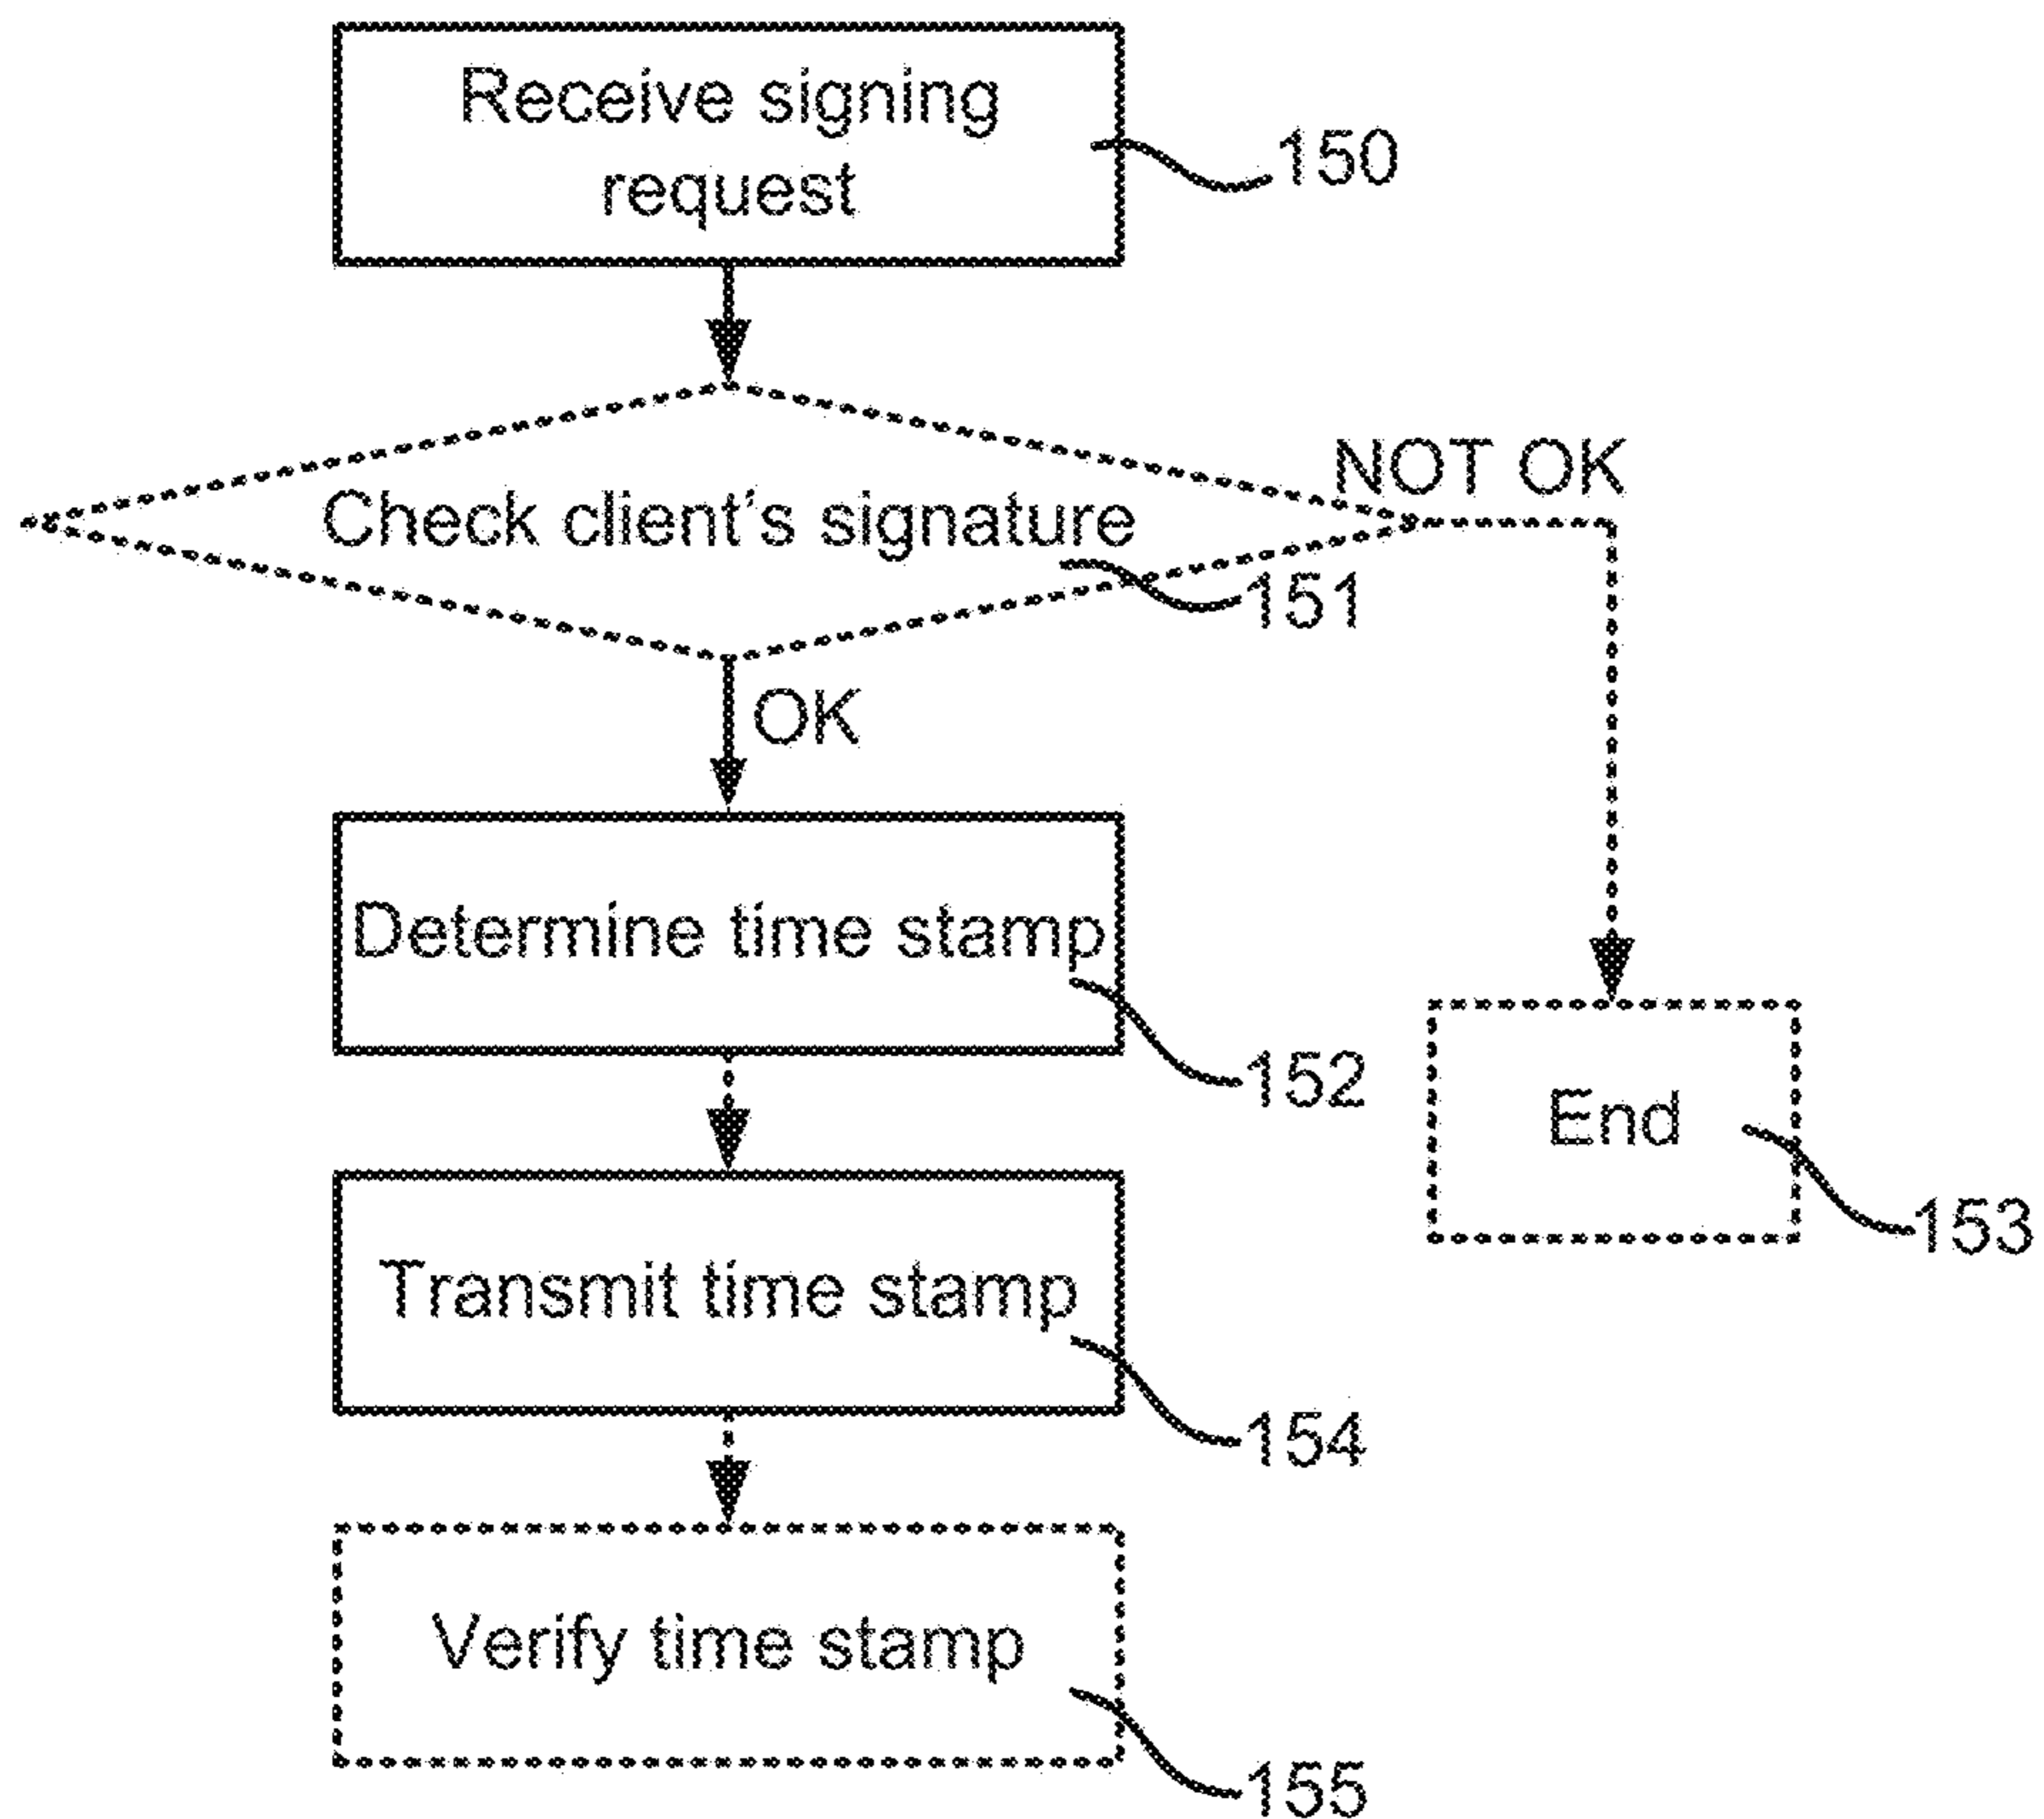 Receive signing
request
150
NOT OK
Check client's signature
151
OK
Determine time stamp
152
End
153
Transmit time stamp
154
Verify time stamp
155